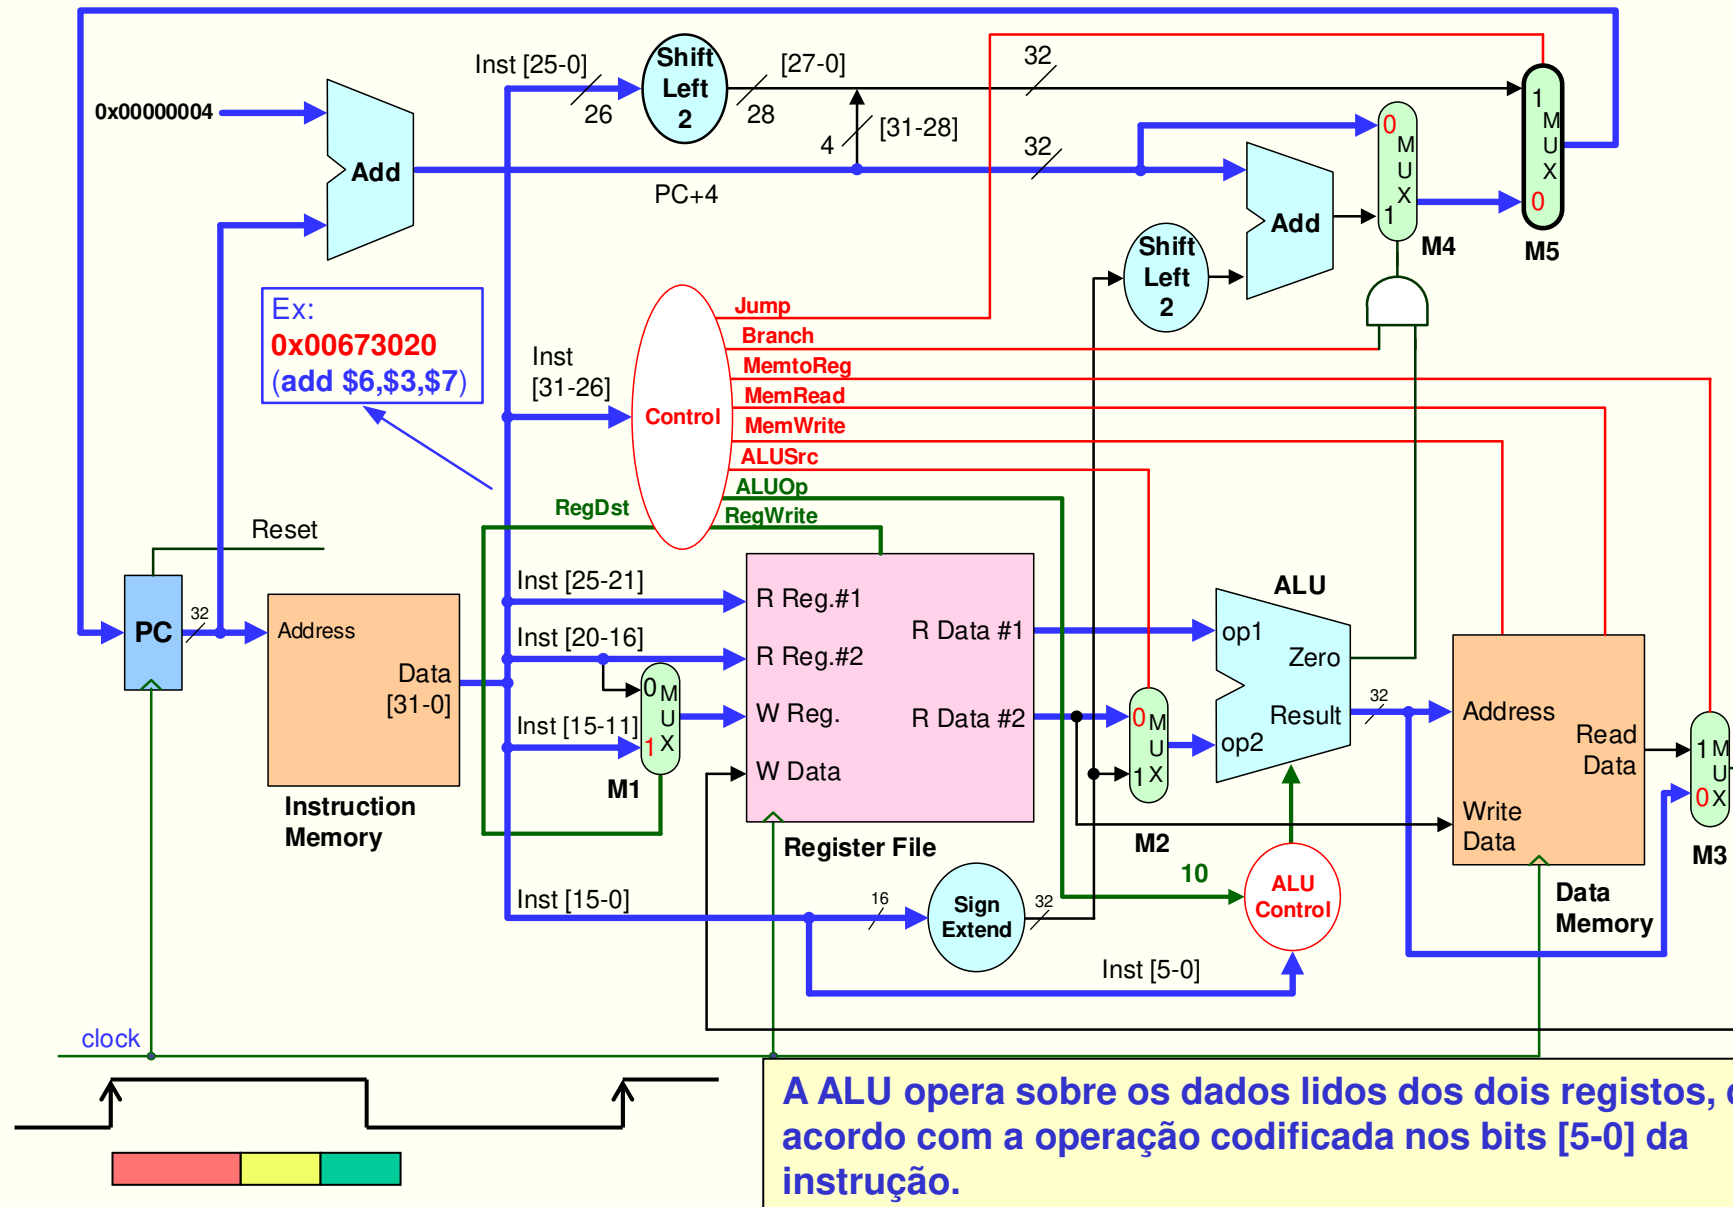 Inst [25-0]
26
Shift
Left
2
[27-0]
28
32
4
[31-28]
0x00000004
Add
PC+4
32
0
M
U
X
1
M4
1
M
U
X
0
M5
Add
Shift
Left
2
Ex:
0x00673020
(add $6,$3,$7)
Inst
[31-26]
Control
Jump
Branch
MemtoReg
MemRead
MemWrite
ALUSrc
ALUOp
RegWrite
RegDst
Reset
PC
32
Address
Data
[31-0]
Instruction
Memory
Inst [25-21]
Inst [20-16]
Inst [15-11]
0
M
U
X
1
M1
R Reg.#1
R Reg.#2
W Reg.
W Data
R Data #1
R Data #2
Register File
0
M
U
X
1
M2
ALU
op1
op2
Zero
Result
32
Address
Read
Data
Write
Data
Data
Memory
1
M
U
X
0
M3
Inst [15-0]
16
Sign
Extend
32
10
ALU
Control
Inst [5-0]
clock
A ALU opera sobre os dados lidos dos dois registos,
acordo com a operação codificada nos bits [5-0] da
instrução.